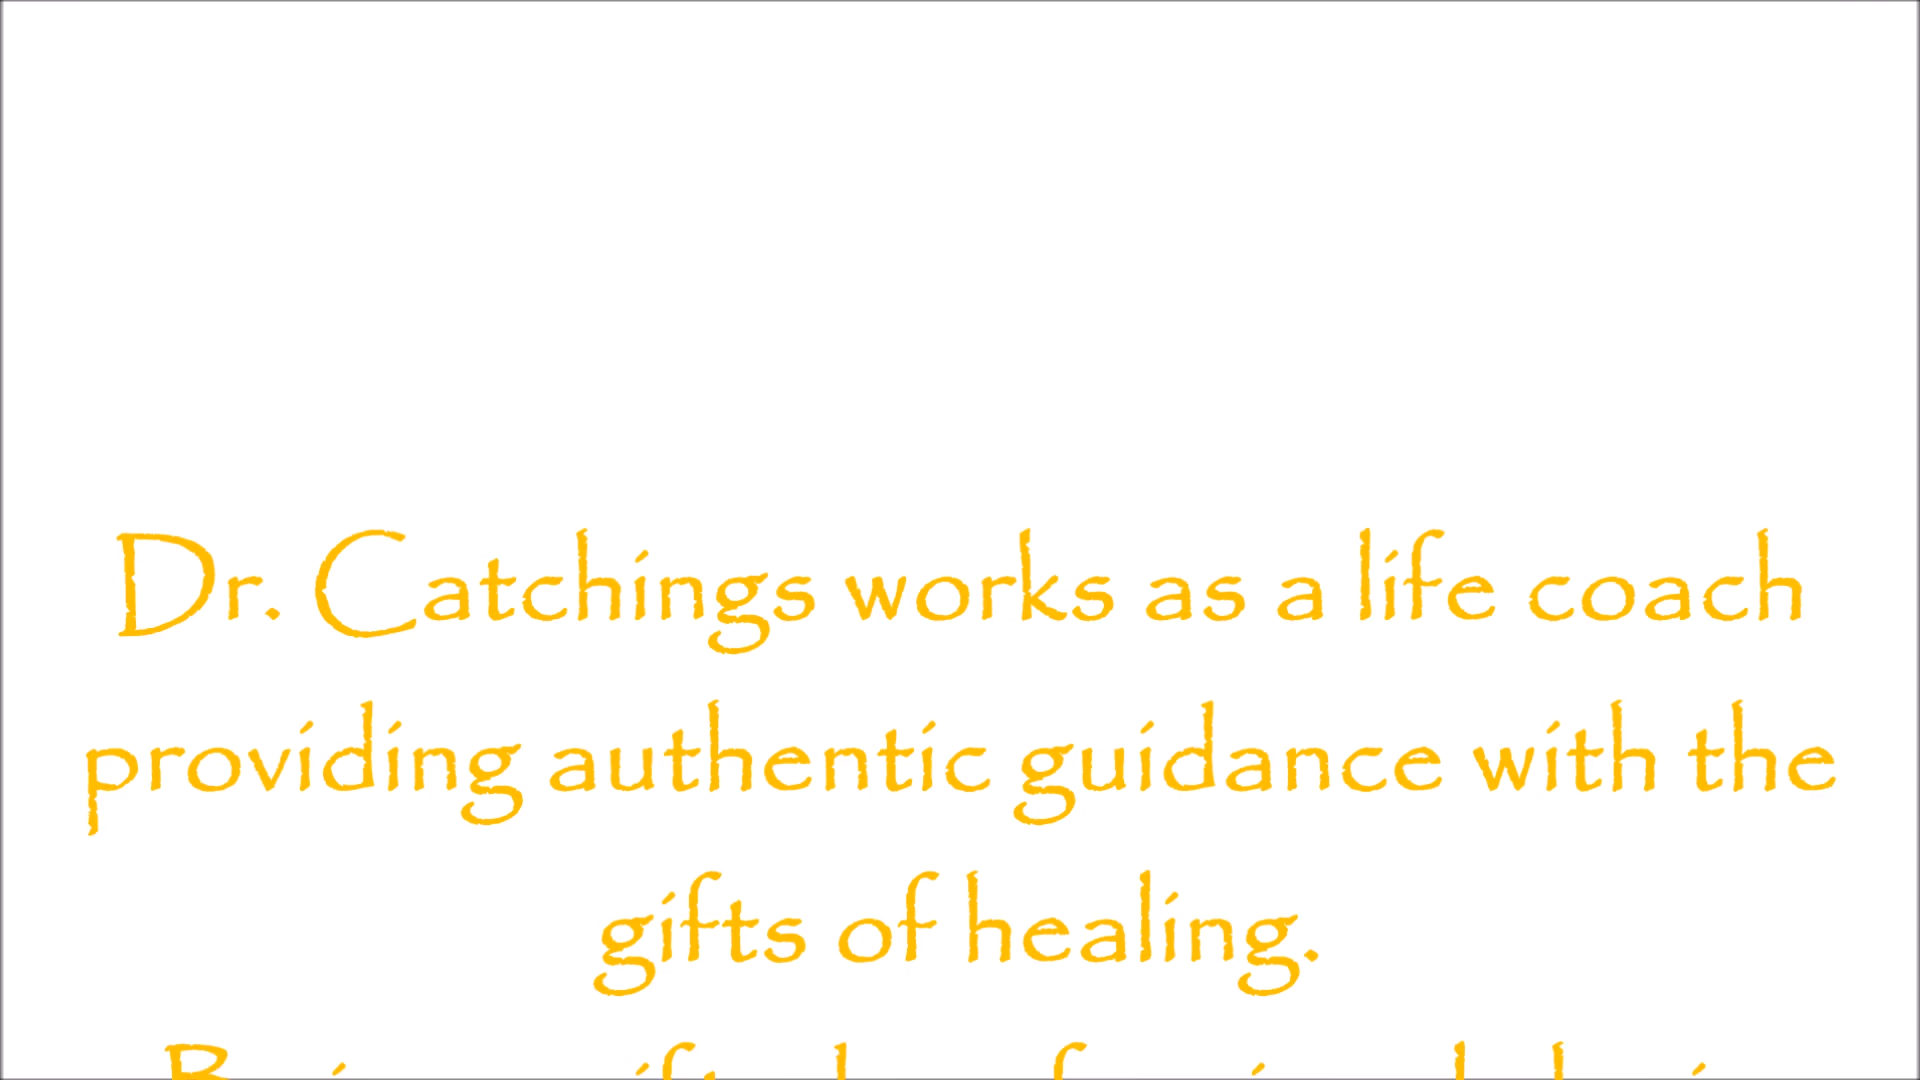 Dr. Catchings works as a life coach
providing authentic guidance with the
gifts of healing.